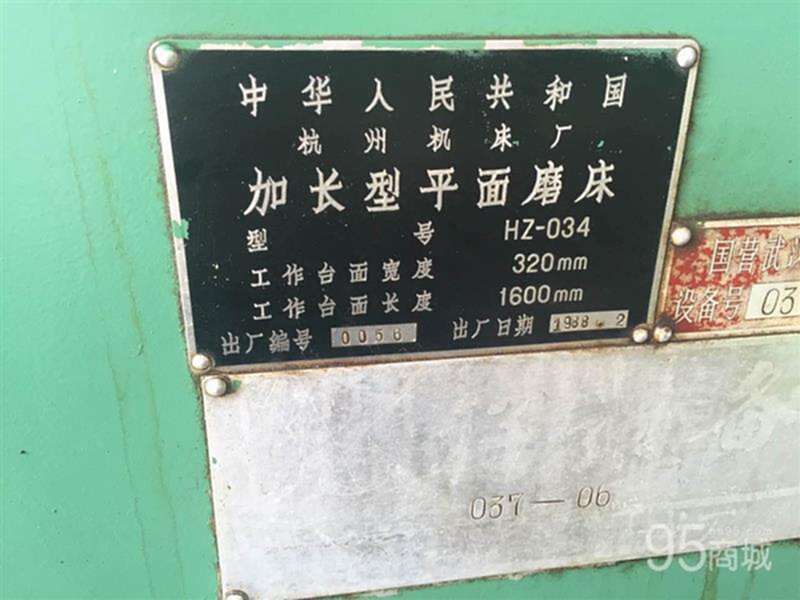 中华人民共和国
杭州机床厂
加长型平面磨床
型号 HZ-034
工作台面宽度 320mm
工作台面长度 1600mm
出厂编号 0058 出厂日期 1988.2
国营武汉
设备号 03
037-06
95商城